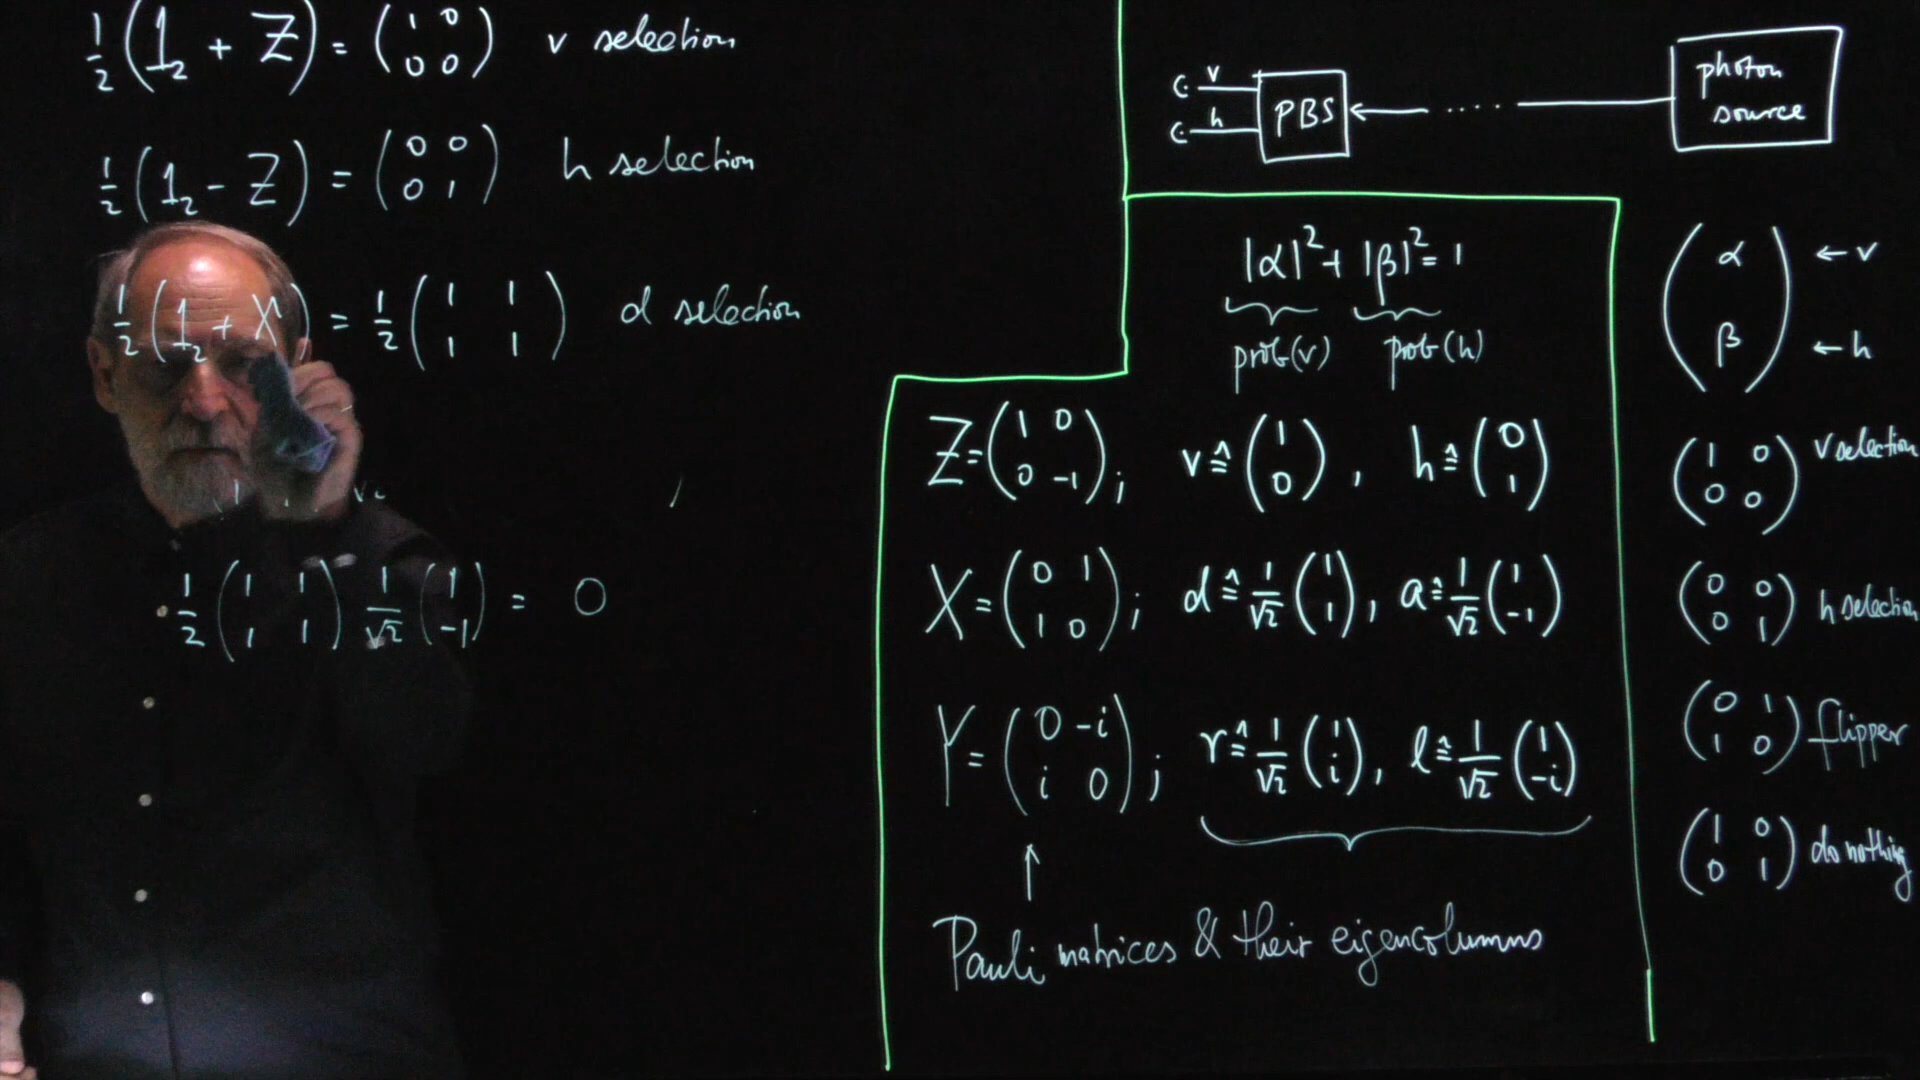 ½(1₂ + Z) = (1 0; 0 0) v selection
½(1₂ - Z) = (0 0; 0 1) h selection
½(1₂ + X) = ½(1 1; 1 1) d selection
½(1 1; 1 1) 1/√2 (1; -1) = 0
v
h
PBS
....
photon
source
|α|² + |β|² = 1
prob(v) prob(h)
Z = (1 0; 0 -1); v ≙ (1; 0), h ≙ (0; 1)
X = (0 1; 1 0); d ≙ 1/√2 (1; 1), a ≙ 1/√2 (1; -1)
Y = (0 -i; i 0); r ≙ 1/√2 (1; i), l ≙ 1/√2 (1; -i)
↑
Pauli matrices & their eigencolumns
(α; β) ← v ← h
(1 0; 0 0) v selection
(0 0; 0 1) h selection
(0 1; 1 0) flipper
(1 0; 0 1) do nothing